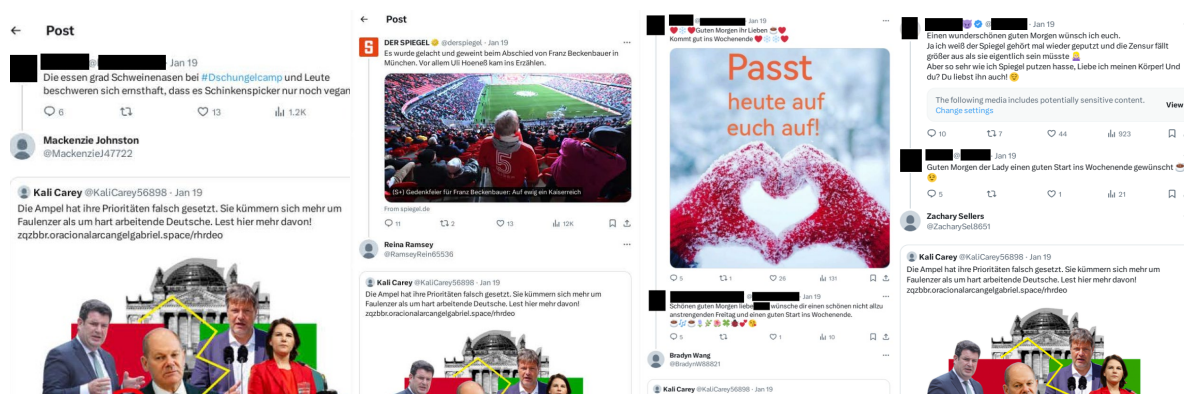 Post
Jan 19
Die essen grad Schweinenasen bei #Dschungelcamp und Leute
beschweren sich ernsthaft, dass es Schinkenspicker nur noch vegan
6 13 1.2K
Mackenzie Johnston
@MackenzieJ47722
Kali Carey @KaliCarey56898 · Jan 19
Die Ampel hat ihre Prioritäten falsch gesetzt. Sie kümmern sich mehr um
Faulenzer als um hart arbeitende Deutsche. Lest hier mehr davon!
zqzbbr.oracionalarcangelgabriel.space/rhrdeo
Post
DER SPIEGEL @derspiegel · Jan 19
Es wurde gelacht und geweint beim Abschied von Franz Beckenbauer in
München. Vor allem Uli Hoeneß kam ins Erzählen.
5
(S+) Gedenkfeier für Franz Beckenbauer: Auf ewig ein Kaiserreich
From spiegel.de
11 2 13 12K
Reina Ramsey
@RamseyRein65536
Kali Carey @KaliCarey56898 · Jan 19
Die Ampel hat ihre Prioritäten falsch gesetzt. Sie kümmern sich mehr um
Faulenzer als um hart arbeitende Deutsche. Lest hier mehr davon!
zqzbbr.oracionalarcangelgabriel.space/rhrdeo
@ Jan 19
Guten Morgen ihr Lieben
Kommt gut ins Wochenende
Passt
heute auf
euch auf!
5 1 26 131
@ Jan 19
Schönen guten Morgen liebe wünsche dir einen schönen nicht allzu
anstrengenden Freitag und einen guten Start ins Wochenende.
5 1 10
Bradyn Wang
@BradynW88821
Kali Carey @KaliCarey56898 · Jan 19
@ · Jan 19
Einen wunderschönen guten Morgen wünsch ich euch.
Ja ich weiß der Spiegel gehört mal wieder geputzt und die Zensur fällt
größer aus als sie eigentlich sein müsste
Aber so sehr wie ich Spiegel putzen hasse, Liebe ich meinen Körper! Und
du? Du liebst ihn auch!
The following media includes potentially sensitive content.
Change settings
View
10 7 44 923
@ · Jan 19
Guten Morgen der Lady einen guten Start ins Wochenende gewünscht
5 1 21
Zachary Sellers
@ZacharySel8651
Kali Carey @KaliCarey56898 · Jan 19
Die Ampel hat ihre Prioritäten falsch gesetzt. Sie kümmern sich mehr um
Faulenzer als um hart arbeitende Deutsche. Lest hier mehr davon!
zqzbbr.oracionalarcangelgabriel.space/rhrdeo